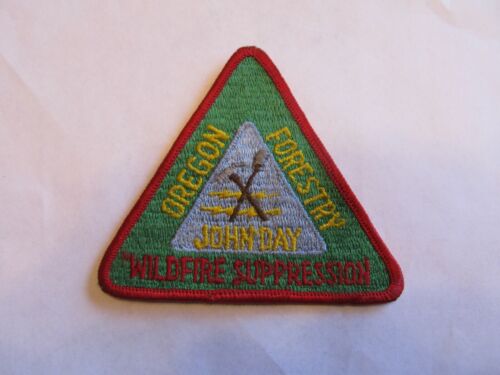 OREGON
FORESTRY
JOHN DAY
WILDFIRE SUPPRESSION